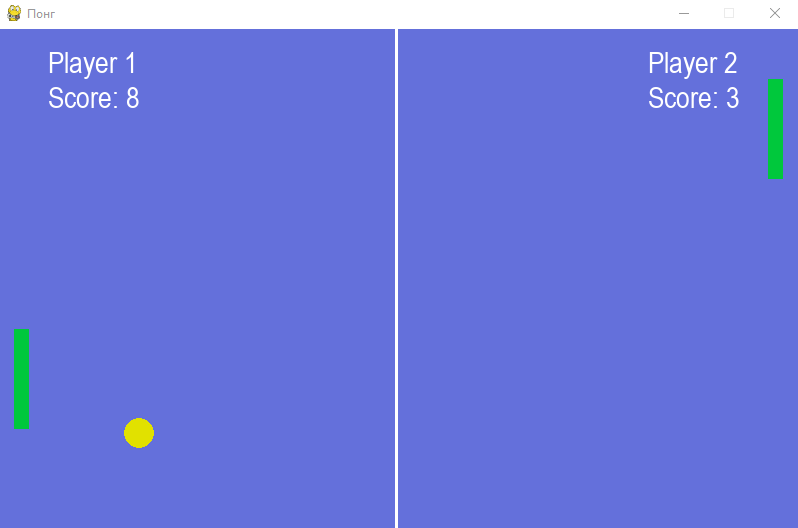 Понг
Player 1
Score: 8
Player 2
Score: 3